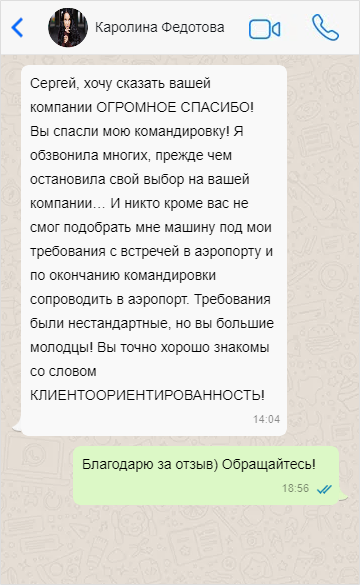 Каролина Федотова
Сергей, хочу сказать вашей
компании ОГРОМНОЕ СПАСИБО!
Вы спасли мою командировку! Я
обзвонила многих, прежде чем
остановила свой выбор на вашей
компании... И никто кроме вас не
смог подобрать мне машину под мои
требования с встречей в аэропорту и
по окончанию командировки
сопроводить в аэропорт. Требования
были нестандартные, но вы большие
молодцы! Вы точно хорошо знакомы
со словом
КЛИЕНТООРИЕНТИРОВАННОСТЬ!
14:04
Благодарю за отзыв) Обращайтесь!
18:56